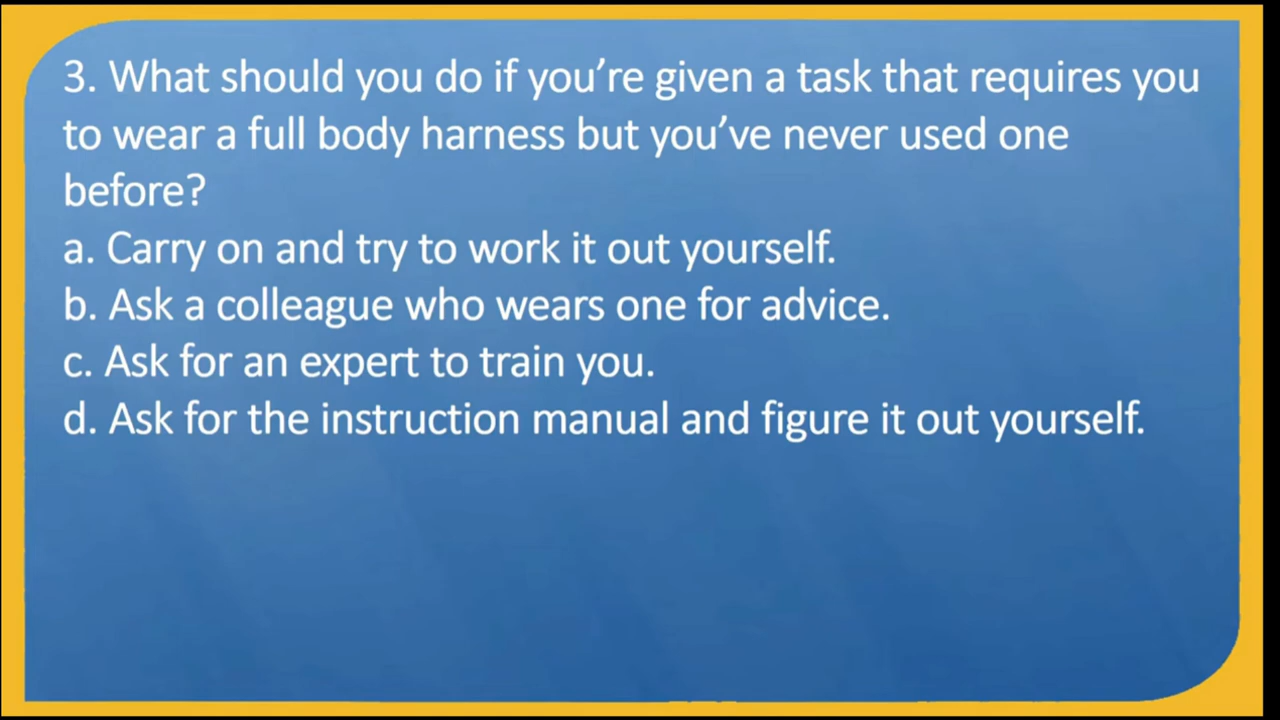 3. What should you do if you’re given a task that requires you
to wear a full body harness but you’ve never used one
before?
a. Carry on and try to work it out yourself.
b. Ask a colleague who wears one for advice.
c. Ask for an expert to train you.
d. Ask for the instruction manual and figure it out yourself.